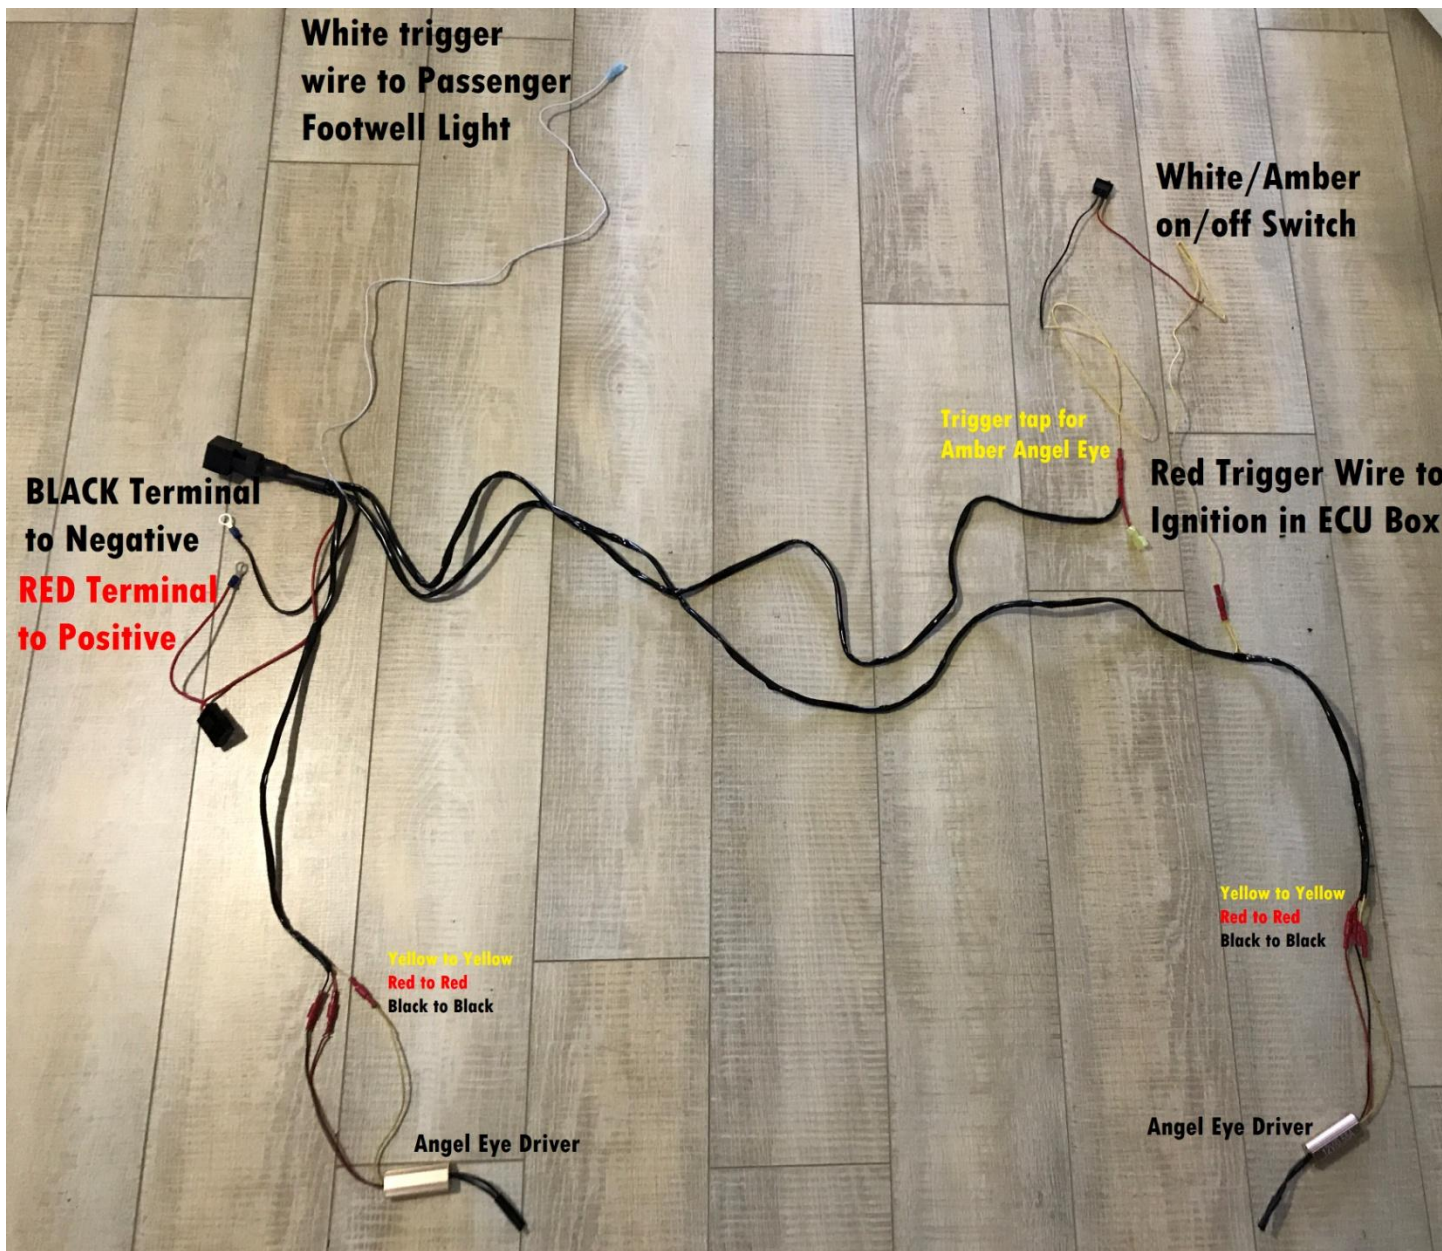 White trigger
wire to Passenger
Footwell Light
White/Amber
on/off Switch
Trigger tap for
Amber Angel Eye
Red Trigger Wire to
Ignition in ECU Box
BLACK Terminal
to Negative
RED Terminal
to Positive
Yellow to Yellow
Red to Red
Black to Black
Yellow to Yellow
Red to Red
Black to Black
Angel Eye Driver
Angel Eye Driver